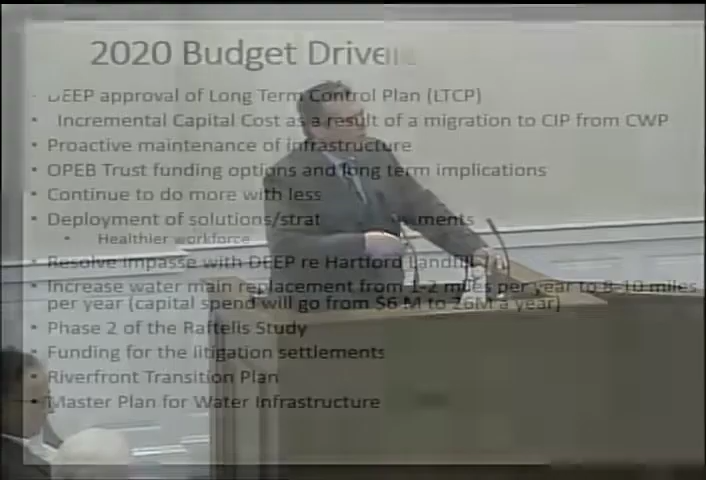 2020 Budget Drive
DEEP approval of Long Term Control Plan (LTCP)
Incremental Capital Cost as a result of a migration to CIP from CWP
Proactive maintenance of infrastructure
OPEB Trust funding options and long term implications
Continue to do more with less
Deployment of solutions/strat
Healthier workforce
Resolve impasse with DEEP re Hartford Landfill
Increase water main replacement from 1-2 miles per year to 8-10 miles
per year (capital spend will go from $6 M to 26M a year)
Phase 2 of the Raftelis Study
Funding for the litigation settlements
Riverfront Transition Plan
Master Plan for Water Infrastructure